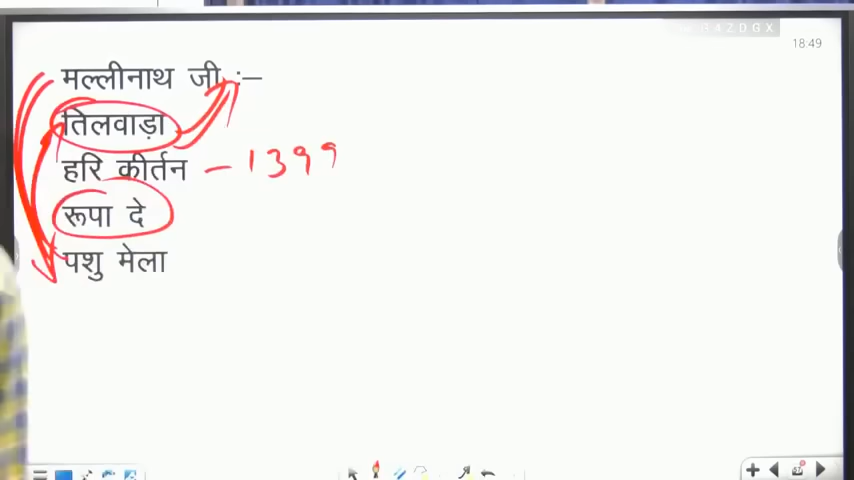 18:49
मल्लीनाथ जी :–
तिलवाड़ा
हरि कीर्तन – 1399
रूपा दे
पशु मेला